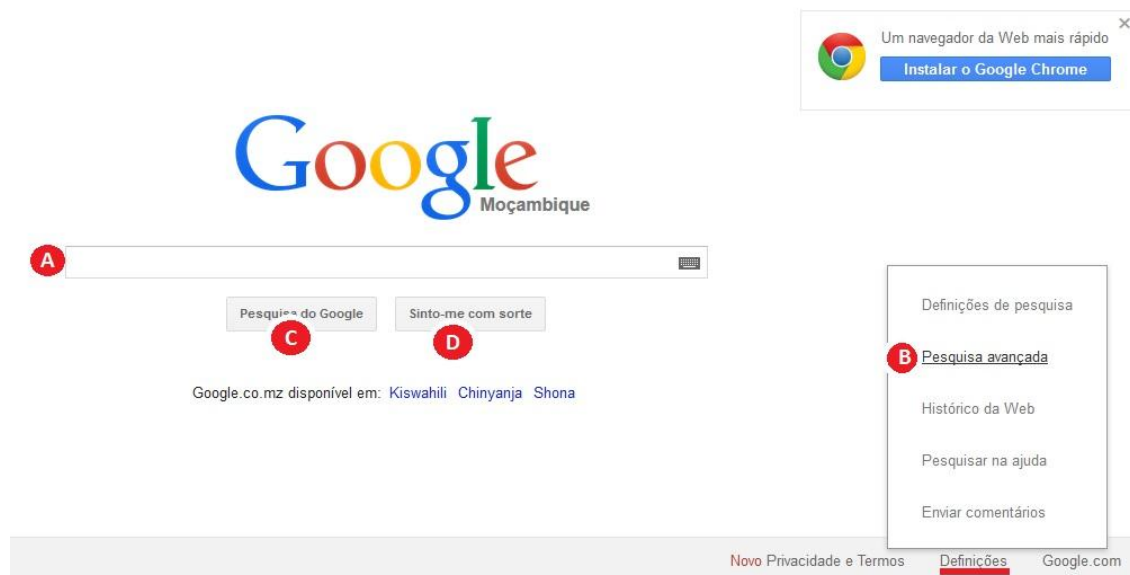 Um navegador da Web mais rápido
Instalar o Google Chrome
Google
Moçambique
A
Pesquisa do Google
Sinto-me com sorte
C
D
Google.co.mz disponível em: Kiswahili Chinyanja Shona
Definições de pesquisa
B Pesquisa avançada
Histórico da Web
Pesquisar na ajuda
Enviar comentários
Novo Privacidade e Termos Definições Google.com